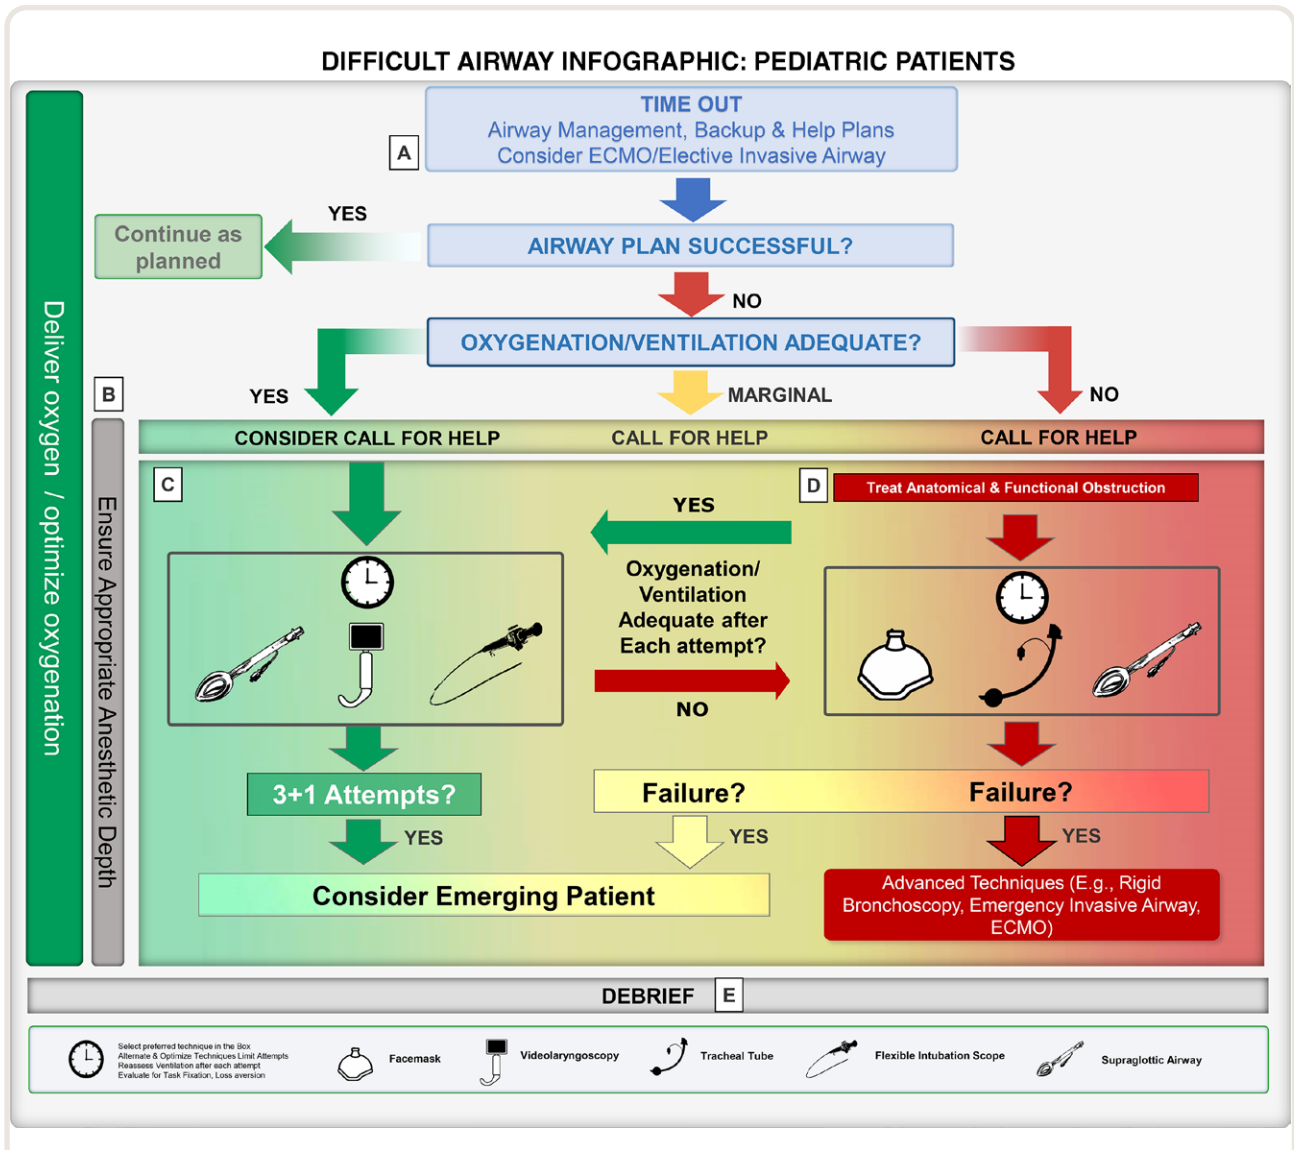 DIFFICULT AIRWAY INFOGRAPHIC: PEDIATRIC PATIENTS
TIME OUT
Airway Management, Backup & Help Plans
Consider ECMO/Elective Invasive Airway
A
YES
Continue as
planned
AIRWAY PLAN SUCCESSFUL?
NO
OXYGENATION/VENTILATION ADEQUATE?
YES
MARGINAL
NO
Deliver oxygen / optimize oxygenation
B
Ensure Appropriate Anesthetic Depth
CONSIDER CALL FOR HELP
CALL FOR HELP
CALL FOR HELP
C
D
Treat Anatomical & Functional Obstruction
YES
Oxygenation/
Ventilation
Adequate after
Each attempt?
NO
3+1 Attempts?
Failure?
Failure?
YES
YES
YES
Consider Emerging Patient
Advanced Techniques (E.g., Rigid
Bronchoscopy, Emergency Invasive Airway,
ECMO)
DEBRIEF
E
Select preferred technique in the Box
Alternate & Optimize Techniques Limit Attempts
Reassess Ventilation after each attempt
Evaluate for Task Fixation, Loss aversion
Facemask
Videolaryngoscopy
Tracheal Tube
Flexible Intubation Scope
Supraglottic Airway